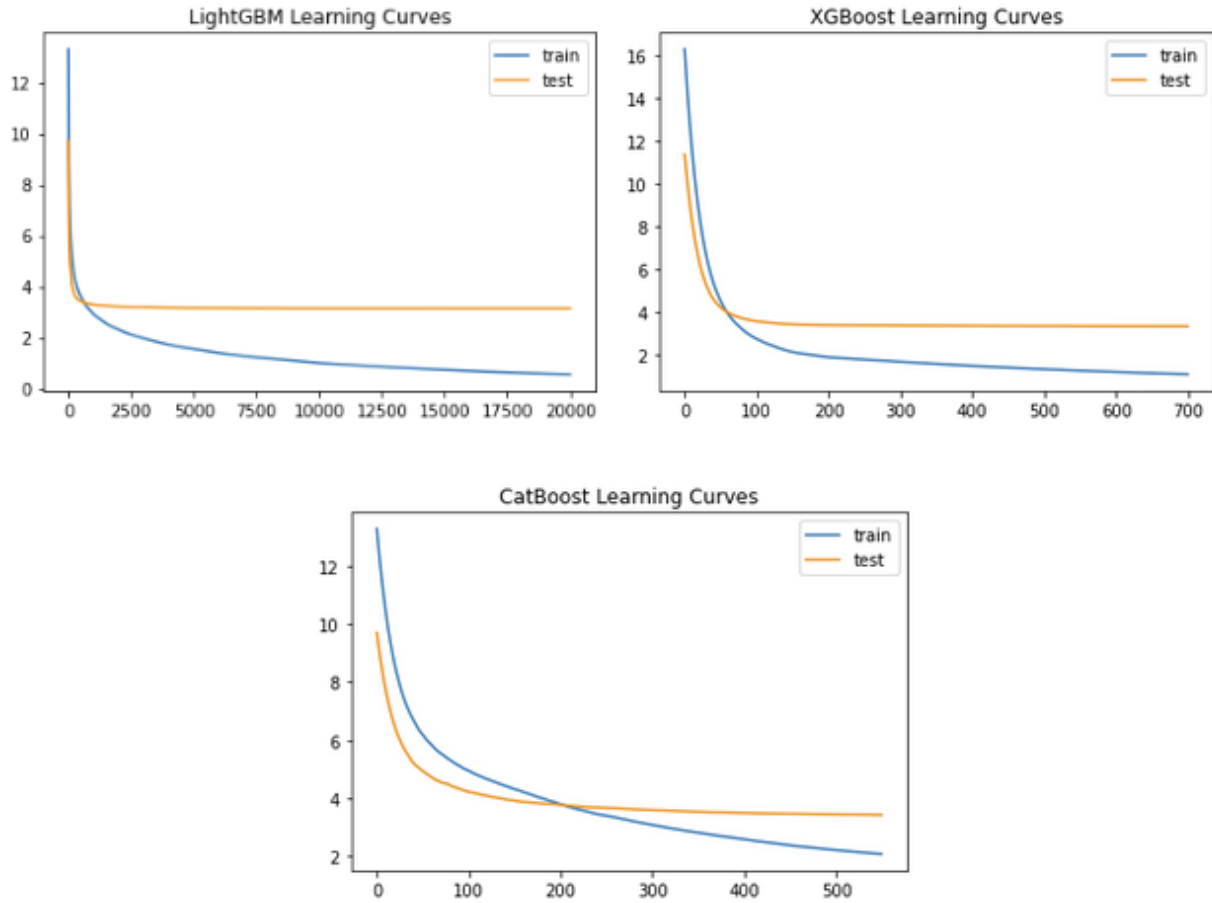 LightGBM Learning Curves
train
test
12
10
8
6
4
2
0
0 2500 5000 7500 10000 12500 15000 17500 20000
XGBoost Learning Curves
train
test
16
14
12
10
8
6
4
2
0 100 200 300 400 500 600 700
CatBoost Learning Curves
train
test
12
10
8
6
4
2
0 100 200 300 400 500